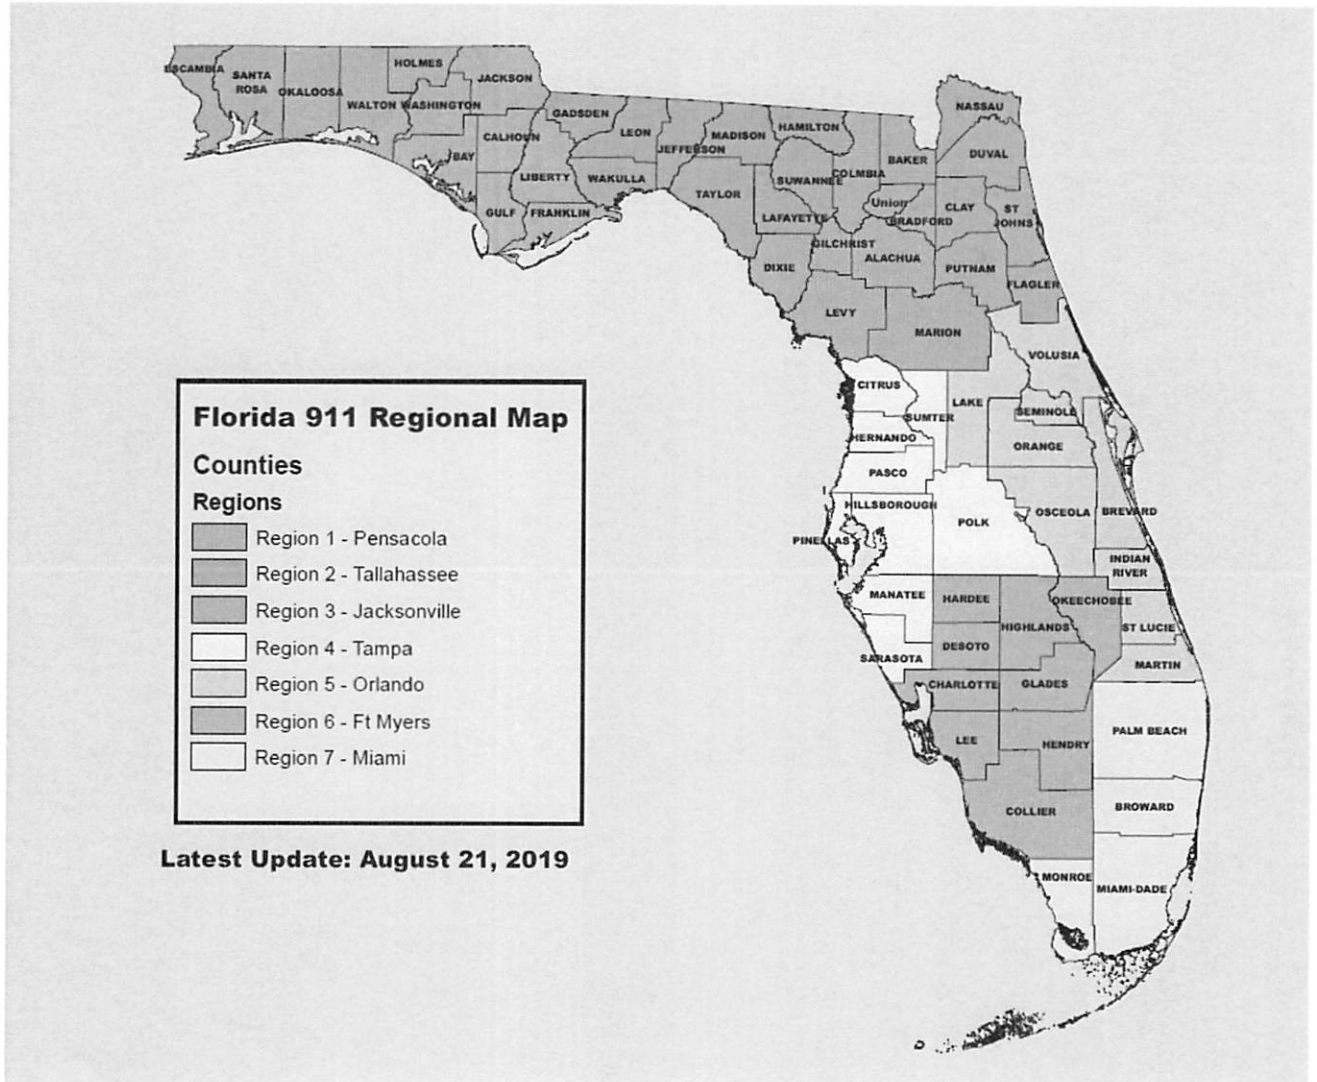 ESCAMBIA
SANTA
ROSA
OKALOOSA
WALTON
HOLMES
WASHINGTON
JACKSON
BAY
CALHOUN
GULF
GADSDEN
LIBERTY
FRANKLIN
LEON
WAKULLA
JEFFERSON
MADISON
TAYLOR
HAMILTON
SUWANNEE
LAFAYETTE
DIXIE
COLMBIA
GILCHRIST
BAKER
Union
BRADFORD
ALACHUA
LEVY
NASSAU
DUVAL
CLAY
ST
JOHNS
PUTNAM
FLAGLER
MARION
VOLUSIA
CITRUS
SUMTER
LAKE
SEMINOLE
HERNANDO
ORANGE
PASCO
HILLSBOROUGH
PINELLAS
POLK
OSCEOLA
BREVARD
INDIAN
RIVER
MANATEE
HARDEE
OKEECHOBEE
HIGHLANDS
ST LUCIE
SARASOTA
DESOTO
MARTIN
CHARLOTTE
GLADES
LEE
HENDRY
PALM BEACH
COLLIER
BROWARD
MONROE
MIAMI-DADE
Florida 911 Regional Map
Counties
Regions
Region 1 - Pensacola
Region 2 - Tallahassee
Region 3 - Jacksonville
Region 4 - Tampa
Region 5 - Orlando
Region 6 - Ft Myers
Region 7 - Miami
Latest Update: August 21, 2019